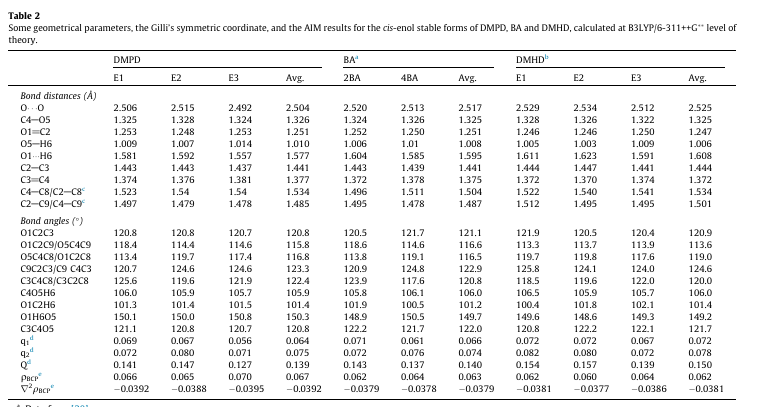 Table 2
Some geometrical parameters, the Gilli's symmetric coordinate, and the AIM results for the cis-enol stable forms of DMPD, BA and DMHD, calculated at B3LYP/6-311++G** level of
theory.
DMPD BAa DMHDb
E1 E2 E3 Avg. 2BA 4BA Avg. E1 E2 E3 Avg.
Bond distances (Å)
O···O 2.506 2.515 2.492 2.504 2.520 2.513 2.517 2.529 2.534 2.512 2.525
C4—O5 1.325 1.328 1.324 1.326 1.324 1.326 1.325 1.328 1.326 1.322 1.325
O1=C2 1.253 1.248 1.253 1.251 1.252 1.250 1.251 1.246 1.246 1.250 1.247
O5—H6 1.009 1.007 1.014 1.010 1.006 1.01 1.008 1.005 1.003 1.009 1.006
O1···H6 1.581 1.592 1.557 1.577 1.604 1.585 1.595 1.611 1.623 1.591 1.608
C2—C3 1.443 1.443 1.437 1.441 1.443 1.439 1.441 1.444 1.447 1.441 1.444
C3=C4 1.374 1.376 1.381 1.377 1.372 1.378 1.375 1.372 1.370 1.374 1.372
C4—C8/C2—C8c 1.523 1.54 1.54 1.534 1.496 1.511 1.504 1.522 1.540 1.541 1.534
C2—C9/C4—C9c 1.497 1.479 1.478 1.485 1.495 1.478 1.487 1.512 1.495 1.495 1.501
Bond angles (°)
O1C2C3 120.8 120.8 120.7 120.8 120.5 121.7 121.1 121.9 120.5 120.4 120.9
O1C2C9/O5C4C9 118.4 114.4 114.6 115.8 118.6 114.6 116.6 113.3 113.7 113.9 113.6
O5C4C8/O1C2C8 113.4 119.7 117.4 116.8 113.8 119.1 116.5 119.7 119.8 117.6 119.0
C9C2C3/C9 C4C3 120.7 124.6 124.6 123.3 120.9 124.8 122.9 125.8 124.1 124.0 124.6
C3C4C8/C3C2C8 125.6 119.6 121.9 122.4 123.9 117.6 120.8 118.5 119.6 122.0 120.0
C4O5H6 106.0 105.9 105.7 105.9 105.8 106.1 106.0 106.5 105.9 105.7 106.0
O1C2H6 101.3 101.4 101.5 101.4 101.9 100.5 101.2 100.4 101.8 102.1 101.4
O1H6O5 150.1 150.0 150.8 150.3 148.9 150.5 149.7 149.6 148.6 149.3 149.2
C3C4O5 121.1 120.8 120.7 120.8 122.2 121.7 122.0 120.8 122.2 122.1 121.7
q1d 0.069 0.067 0.056 0.064 0.071 0.061 0.066 0.072 0.072 0.067 0.072
q2d 0.072 0.080 0.071 0.075 0.072 0.076 0.074 0.082 0.080 0.072 0.078
Qd 0.141 0.147 0.127 0.139 0.143 0.137 0.140 0.154 0.157 0.139 0.150
ρBCPe 0.066 0.065 0.070 0.067 0.062 0.064 0.063 0.062 0.060 0.064 0.062
∇2ρBCPe −0.0392 −0.0388 −0.0395 −0.0392 −0.0379 −0.0378 −0.0379 −0.0381 −0.0377 −0.0386 −0.0381